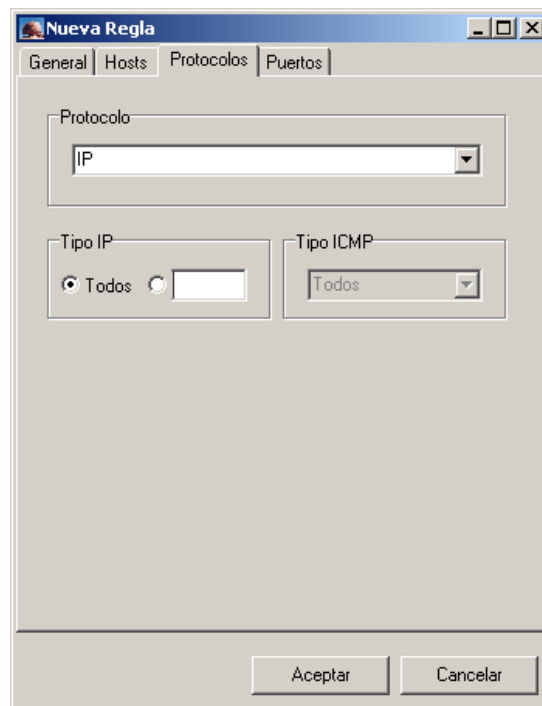 Nueva Regla
General Hosts Protocolos Puertos
Protocolo
IP
Tipo IP Tipo ICMP
Todos Todos
Aceptar Cancelar